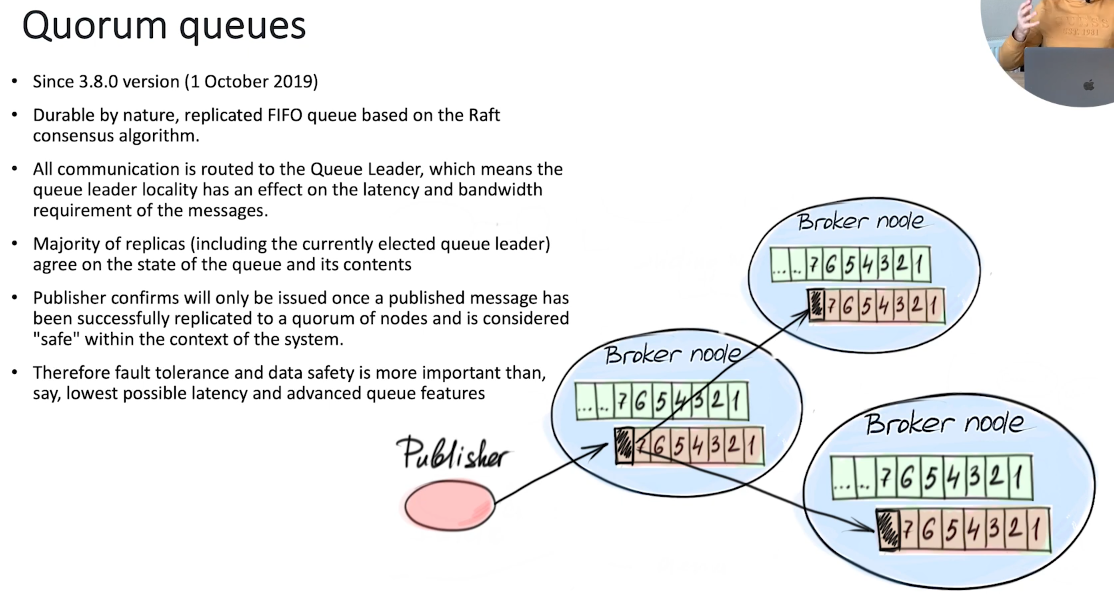 Quorum queues
• Since 3.8.0 version (1 October 2019)
• Durable by nature, replicated FIFO queue based on the Raft
consensus algorithm.
• All communication is routed to the Queue Leader, which means the
queue leader locality has an effect on the latency and bandwidth
requirement of the messages.
• Majority of replicas (including the currently elected queue leader)
agree on the state of the queue and its contents
• Publisher confirms will only be issued once a published message has
been successfully replicated to a quorum of nodes and is considered
"safe" within the context of the system.
• Therefore fault tolerance and data safety is more important than,
say, lowest possible latency and advanced queue features
Broker node
.... 7 6 5 4 3 2 1
7 6 5 4 3 2 1
Broker node
.... 7 6 5 4 3 2 1
7 6 5 4 3 2 1
Publisher
Broker node
.... 7 6 5 4 3 2 1
7 6 5 4 3 2 1